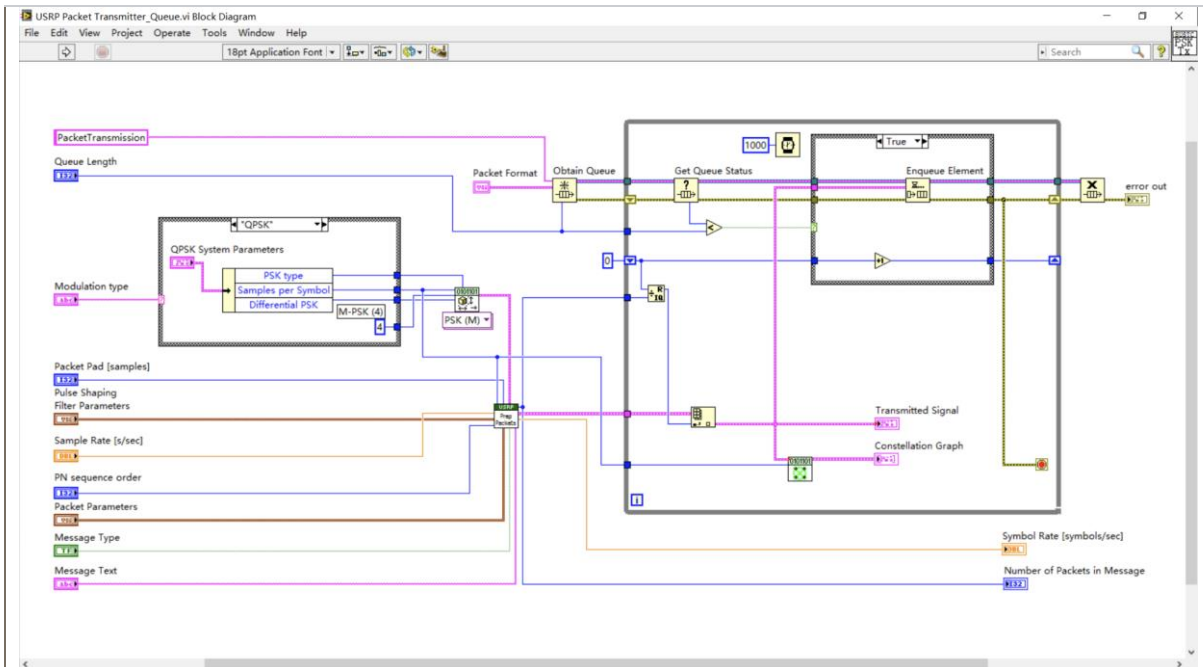 USRP Packet Transmitter_Queue.vi Block Diagram
File Edit View Project Operate Tools Window Help
18pt Application Font
Search
PSK
Tx
PacketTransmission
Queue Length
I32
Packet Format
Obtain Queue
1000
Get Queue Status
True
Enqueue Element
error out
"QPSK"
QPSK System Parameters
PSK type
Samples per Symbol
Differential PSK
M-PSK (4)
4
Modulation type
abc
PSK (M)
0
R
IQ
+1
Packet Pad [samples]
I32
Pulse Shaping
Filter Parameters
USRP
Prep
Packets
Sample Rate [s/sec]
DBL
PN sequence order
I32
Packet Parameters
Message Type
TF
Message Text
abc
Transmitted Signal
Constellation Graph
i
Symbol Rate [symbols/sec]
DBL
Number of Packets in Message
I32